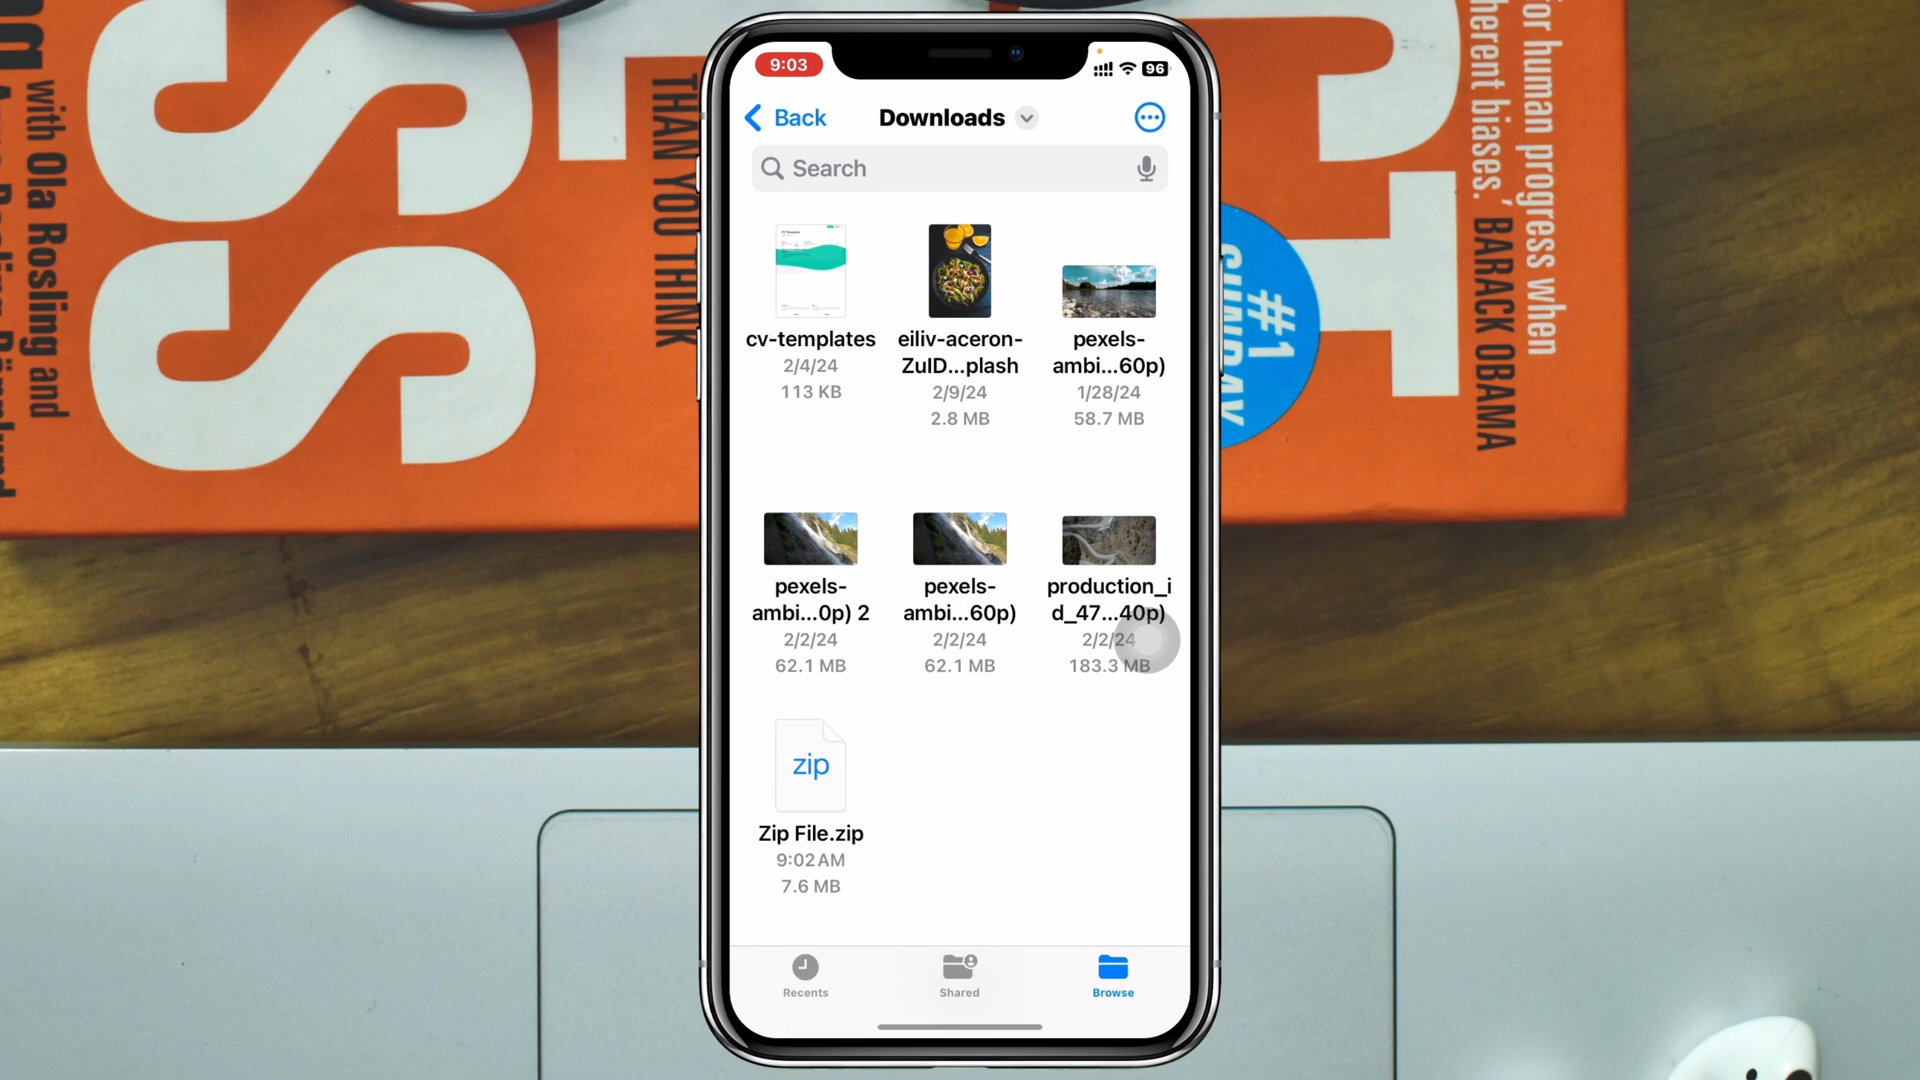 9:03
96
Back
Downloads
Search
cv-templates
2/4/24
113 KB
eiliv-aceron-
ZuID...plash
2/9/24
2.8 MB
pexels-
ambi...60p)
1/28/24
58.7 MB
pexels-
ambi...0p) 2
2/2/24
62.1 MB
pexels-
ambi...60p)
2/2/24
62.1 MB
production_i
d_47...40p)
2/2/24
183.3 MB
zip
Zip File.zip
9:02 AM
7.6 MB
Recents
Shared
Browse
with Ola Rosling and
THAN YOU THINK
#1
SUNDAY
for human progress when
herent biases.' BARACK OBAMA